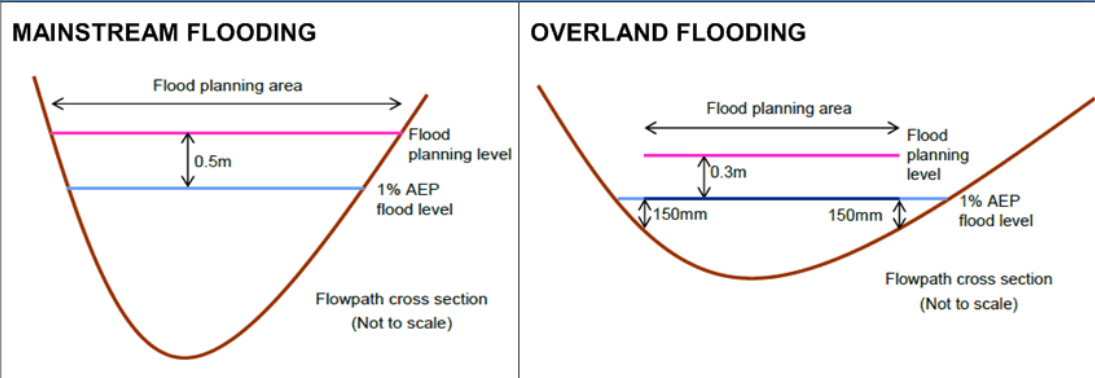 MAINSTREAM FLOODING
Flood planning area
Flood
planning level
0.5m
1% AEP
flood level
Flowpath cross section
(Not to scale)
OVERLAND FLOODING
Flood planning area
Flood
planning
level
0.3m
150mm
150mm
1% AEP
flood level
Flowpath cross section
(Not to scale)